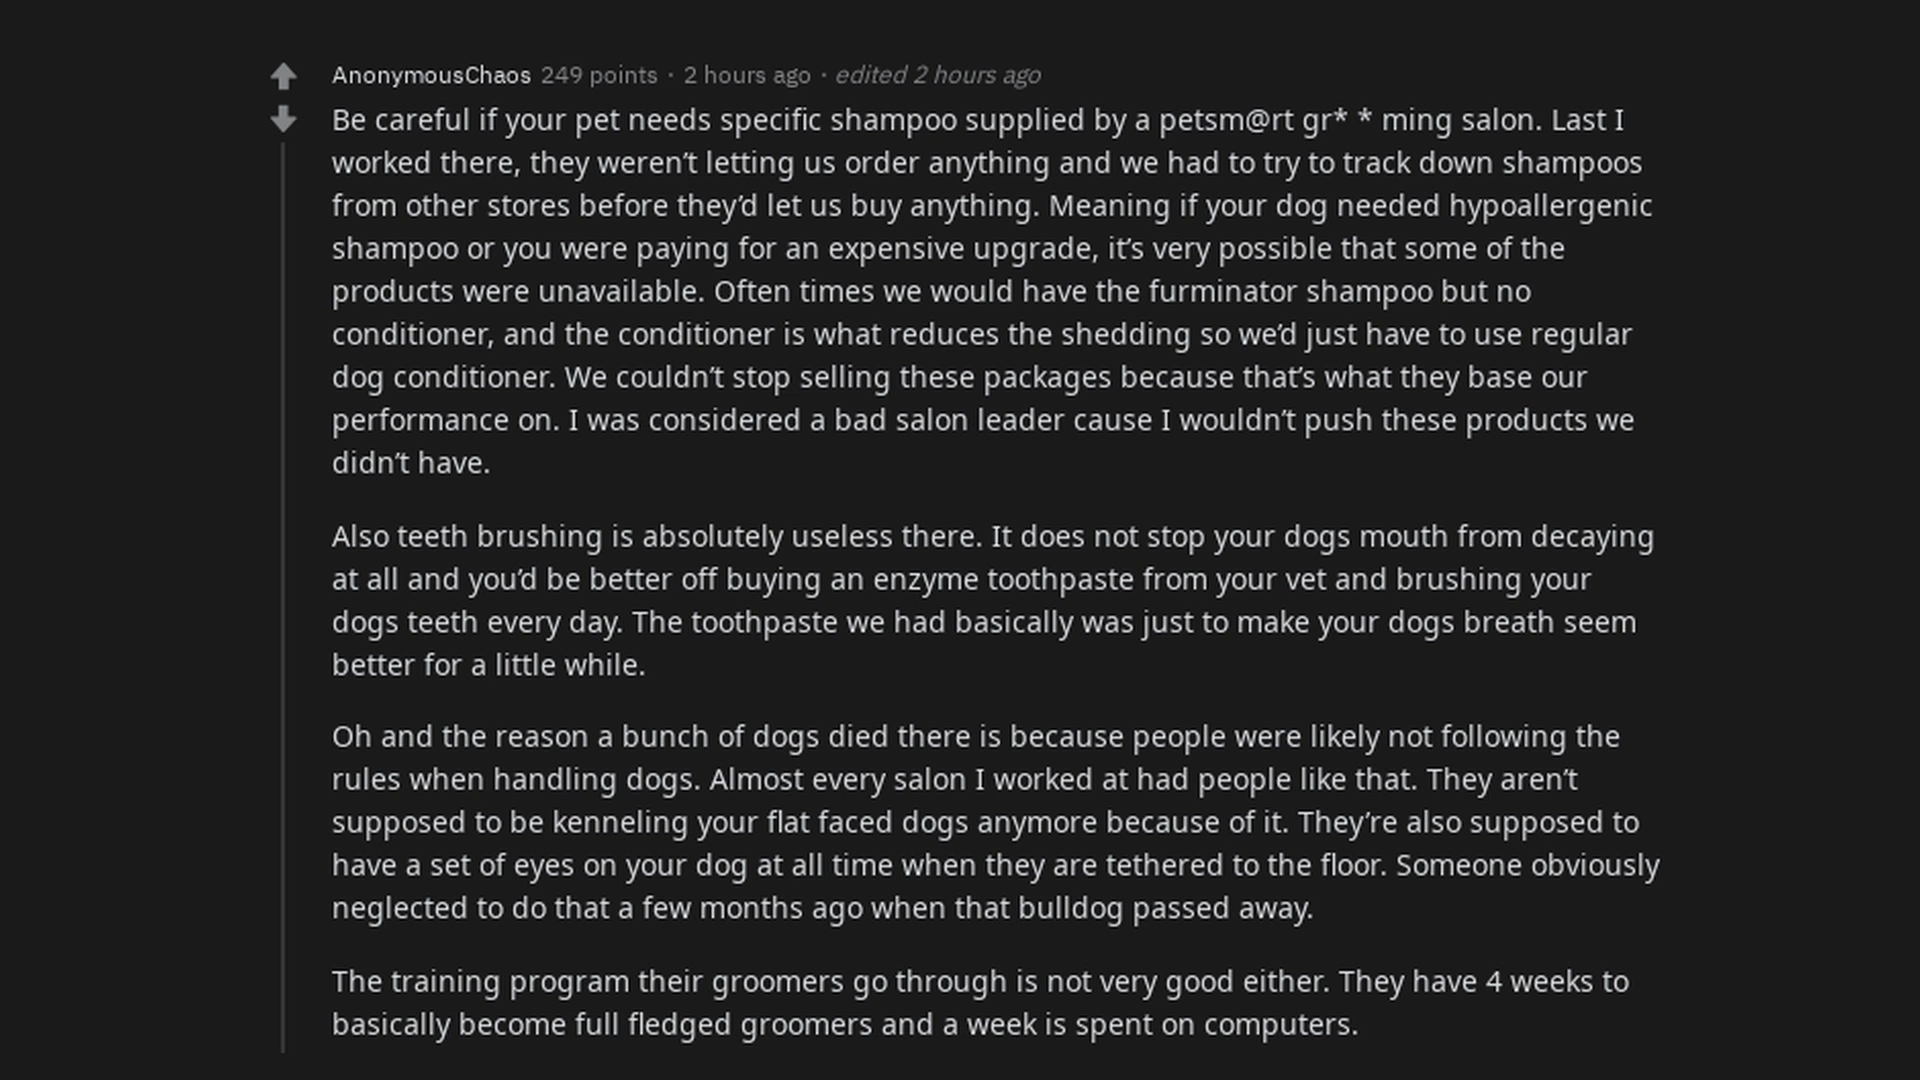 AnonymousChaos 249 points · 2 hours ago · edited 2 hours ago
Be careful if your pet needs specific shampoo supplied by a petsm@rt gr* * ming salon. Last I
worked there, they weren’t letting us order anything and we had to try to track down shampoos
from other stores before they’d let us buy anything. Meaning if your dog needed hypoallergenic
shampoo or you were paying for an expensive upgrade, it’s very possible that some of the
products were unavailable. Often times we would have the furminator shampoo but no
conditioner, and the conditioner is what reduces the shedding so we’d just have to use regular
dog conditioner. We couldn’t stop selling these packages because that’s what they base our
performance on. I was considered a bad salon leader cause I wouldn’t push these products we
didn’t have.
Also teeth brushing is absolutely useless there. It does not stop your dogs mouth from decaying
at all and you’d be better off buying an enzyme toothpaste from your vet and brushing your
dogs teeth every day. The toothpaste we had basically was just to make your dogs breath seem
better for a little while.
Oh and the reason a bunch of dogs died there is because people were likely not following the
rules when handling dogs. Almost every salon I worked at had people like that. They aren’t
supposed to be kenneling your flat faced dogs anymore because of it. They’re also supposed to
have a set of eyes on your dog at all time when they are tethered to the floor. Someone obviously
neglected to do that a few months ago when that bulldog passed away.
The training program their groomers go through is not very good either. They have 4 weeks to
basically become full fledged groomers and a week is spent on computers.